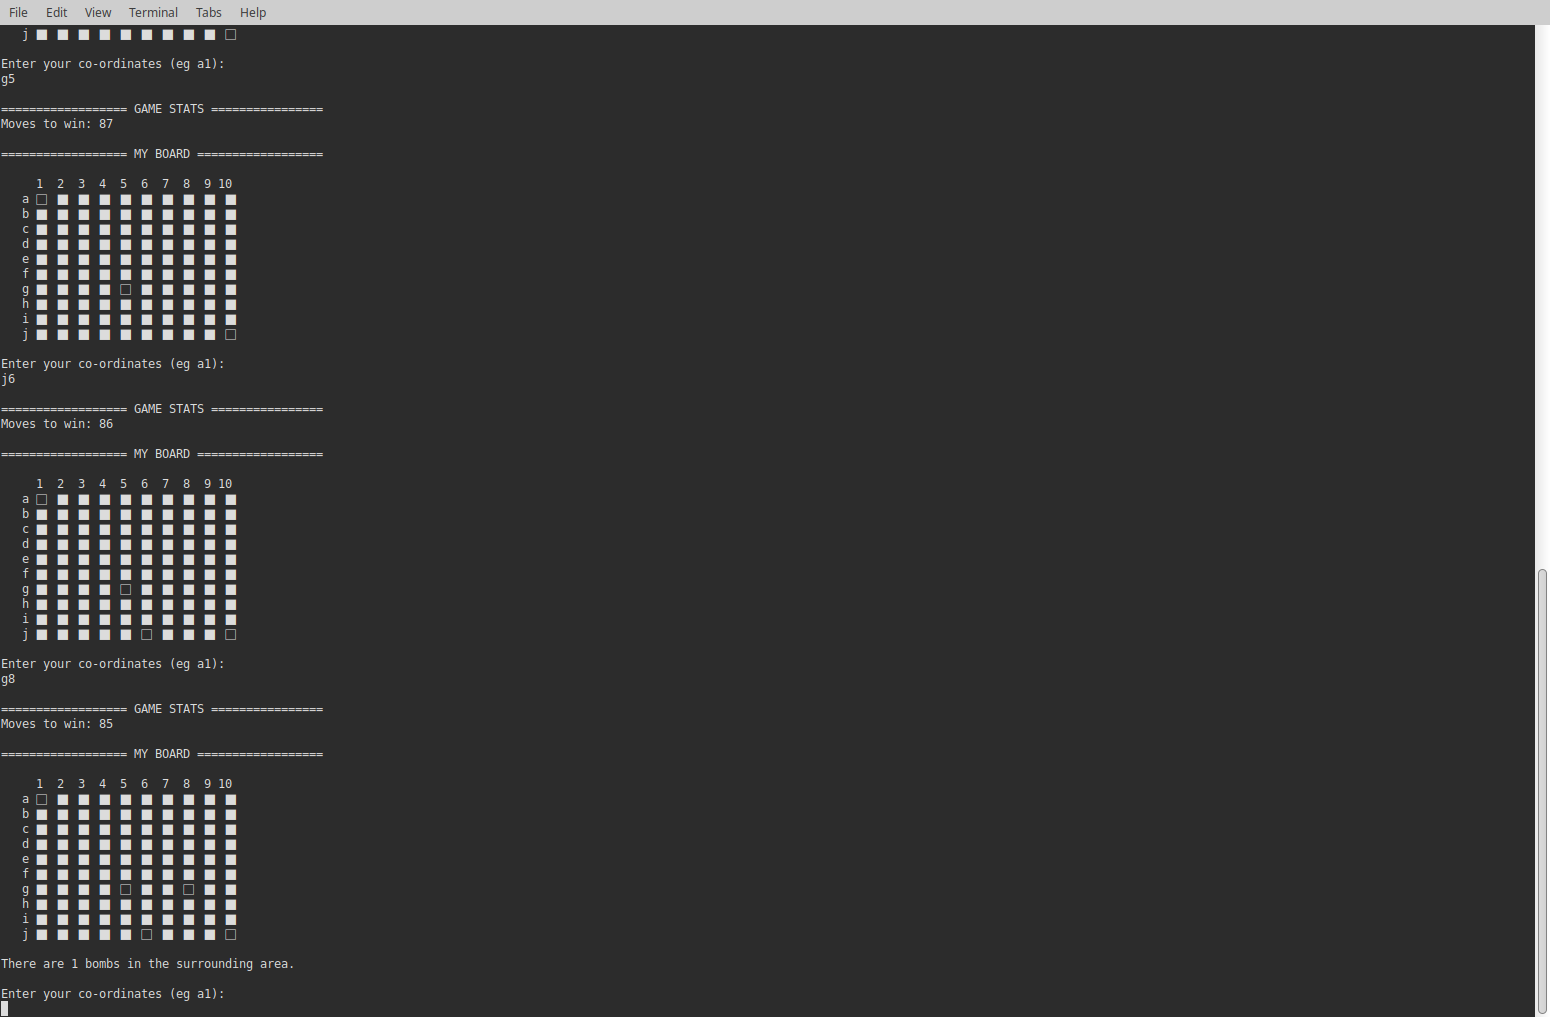 File Edit View Terminal Tabs Help
j ■ ■ ■ ■ ■ ■ ■ ■ ■ □
Enter your co-ordinates (eg a1):
g5
================== GAME STATS ================
Moves to win: 87
================== MY BOARD ==================
1 2 3 4 5 6 7 8 9 10
a □ ■ ■ ■ ■ ■ ■ ■ ■ ■
b ■ ■ ■ ■ ■ ■ ■ ■ ■ ■
c ■ ■ ■ ■ ■ ■ ■ ■ ■ ■
d ■ ■ ■ ■ ■ ■ ■ ■ ■ ■
e ■ ■ ■ ■ ■ ■ ■ ■ ■ ■
f ■ ■ ■ ■ ■ ■ ■ ■ ■ ■
g ■ ■ ■ ■ □ ■ ■ ■ ■ ■
h ■ ■ ■ ■ ■ ■ ■ ■ ■ ■
i ■ ■ ■ ■ ■ ■ ■ ■ ■ ■
j ■ ■ ■ ■ ■ ■ ■ ■ ■ □
Enter your co-ordinates (eg a1):
j6
================== GAME STATS ================
Moves to win: 86
================== MY BOARD ==================
1 2 3 4 5 6 7 8 9 10
a □ ■ ■ ■ ■ ■ ■ ■ ■ ■
b ■ ■ ■ ■ ■ ■ ■ ■ ■ ■
c ■ ■ ■ ■ ■ ■ ■ ■ ■ ■
d ■ ■ ■ ■ ■ ■ ■ ■ ■ ■
e ■ ■ ■ ■ ■ ■ ■ ■ ■ ■
f ■ ■ ■ ■ ■ ■ ■ ■ ■ ■
g ■ ■ ■ ■ □ ■ ■ ■ ■ ■
h ■ ■ ■ ■ ■ ■ ■ ■ ■ ■
i ■ ■ ■ ■ ■ ■ ■ ■ ■ ■
j ■ ■ ■ ■ ■ □ ■ ■ ■ □
Enter your co-ordinates (eg a1):
g8
================== GAME STATS ================
Moves to win: 85
================== MY BOARD ==================
1 2 3 4 5 6 7 8 9 10
a □ ■ ■ ■ ■ ■ ■ ■ ■ ■
b ■ ■ ■ ■ ■ ■ ■ ■ ■ ■
c ■ ■ ■ ■ ■ ■ ■ ■ ■ ■
d ■ ■ ■ ■ ■ ■ ■ ■ ■ ■
e ■ ■ ■ ■ ■ ■ ■ ■ ■ ■
f ■ ■ ■ ■ ■ ■ ■ ■ ■ ■
g ■ ■ ■ ■ □ ■ ■ □ ■ ■
h ■ ■ ■ ■ ■ ■ ■ ■ ■ ■
i ■ ■ ■ ■ ■ ■ ■ ■ ■ ■
j ■ ■ ■ ■ ■ □ ■ ■ ■ □
There are 1 bombs in the surrounding area.
Enter your co-ordinates (eg a1):